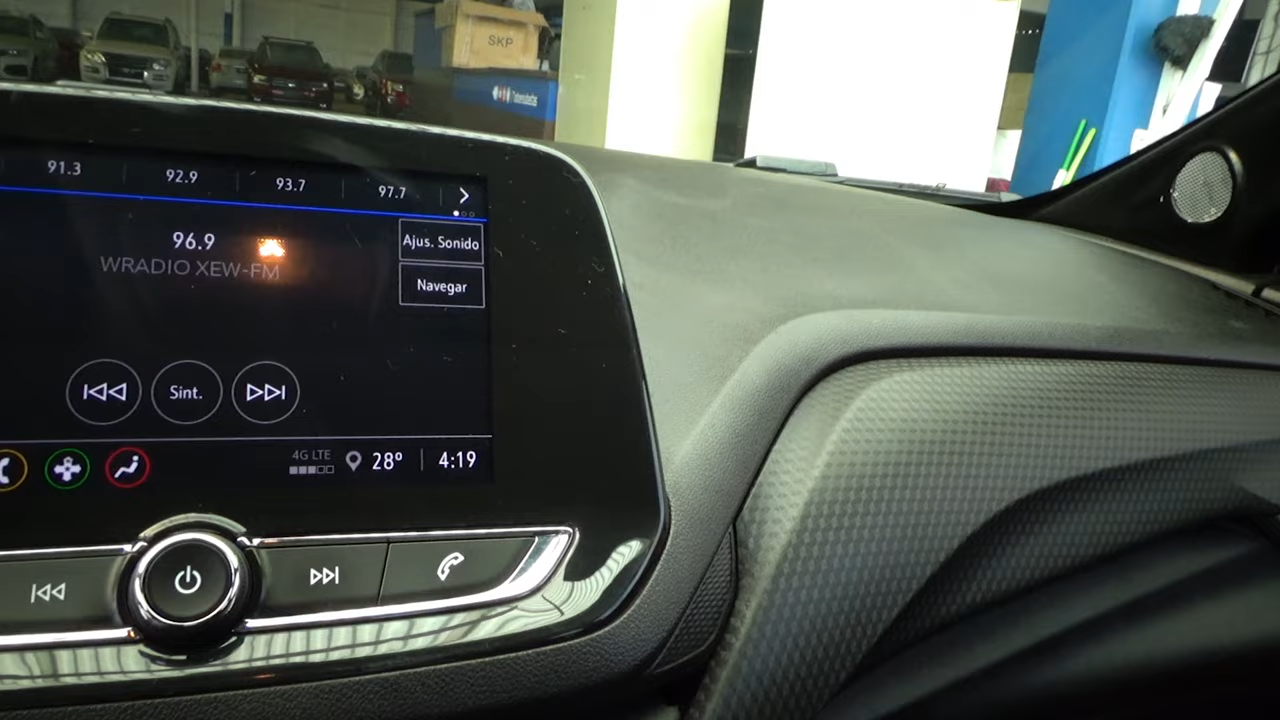 SKP
91.3
92.9
93.7
97.7
96.9
WRADIO XEW-FM
Ajus. Sonido
Navegar
Sint.
4G LTE
28°
4:19